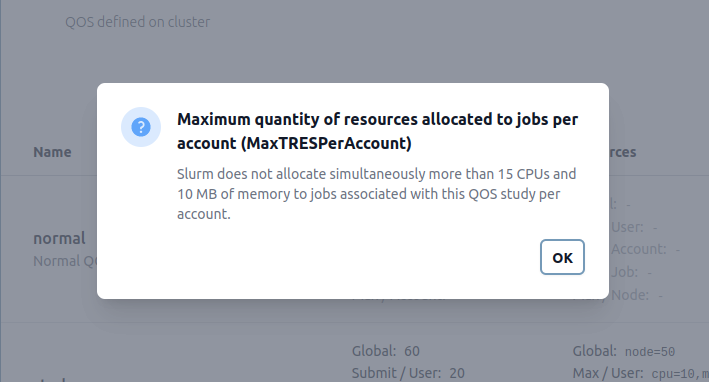 QOS defined on cluster
Maximum quantity of resources allocated to jobs per
account (MaxTRESPerAccount)
Name
Slurm does not allocate simultaneously more than 15 CPUs and
10 MB of memory to jobs associated with this QOS study per
account.
: -
User: -
normal
Account: -
Normal QO
OK
Job: -
Node: -
Global: 60
Global: node=50
Submit / User: 20
Max / User: cpu=10,m